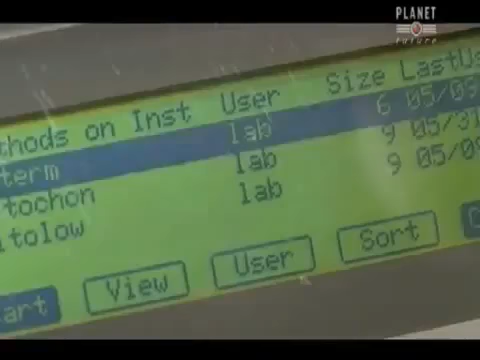 PLANET
future
thods on Inst User Size LastUs
term lab 6 05/09
tochon lab 9 05/31
itolow lab 9 05/09
art View User Sort